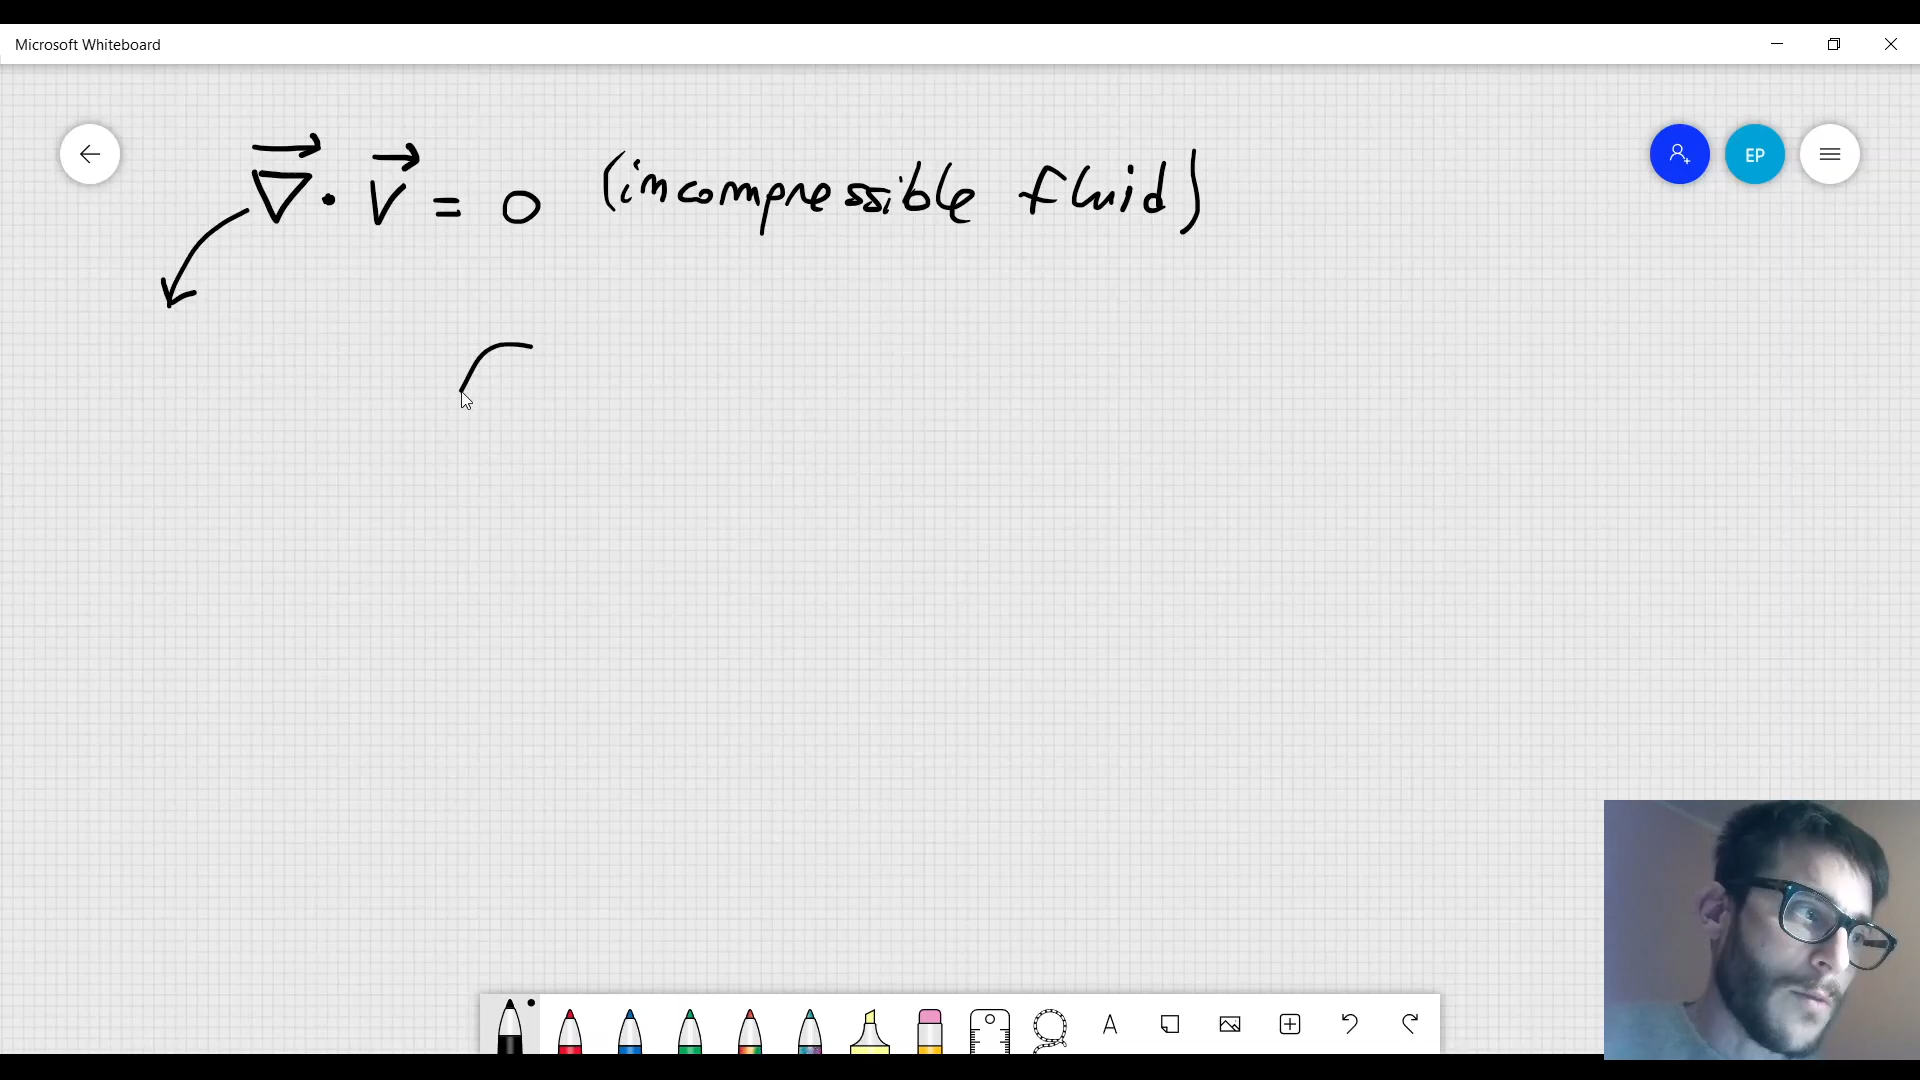 Microsoft Whiteboard
∇⃗ · V⃗ = 0 (incompressible fluid)
EP
A